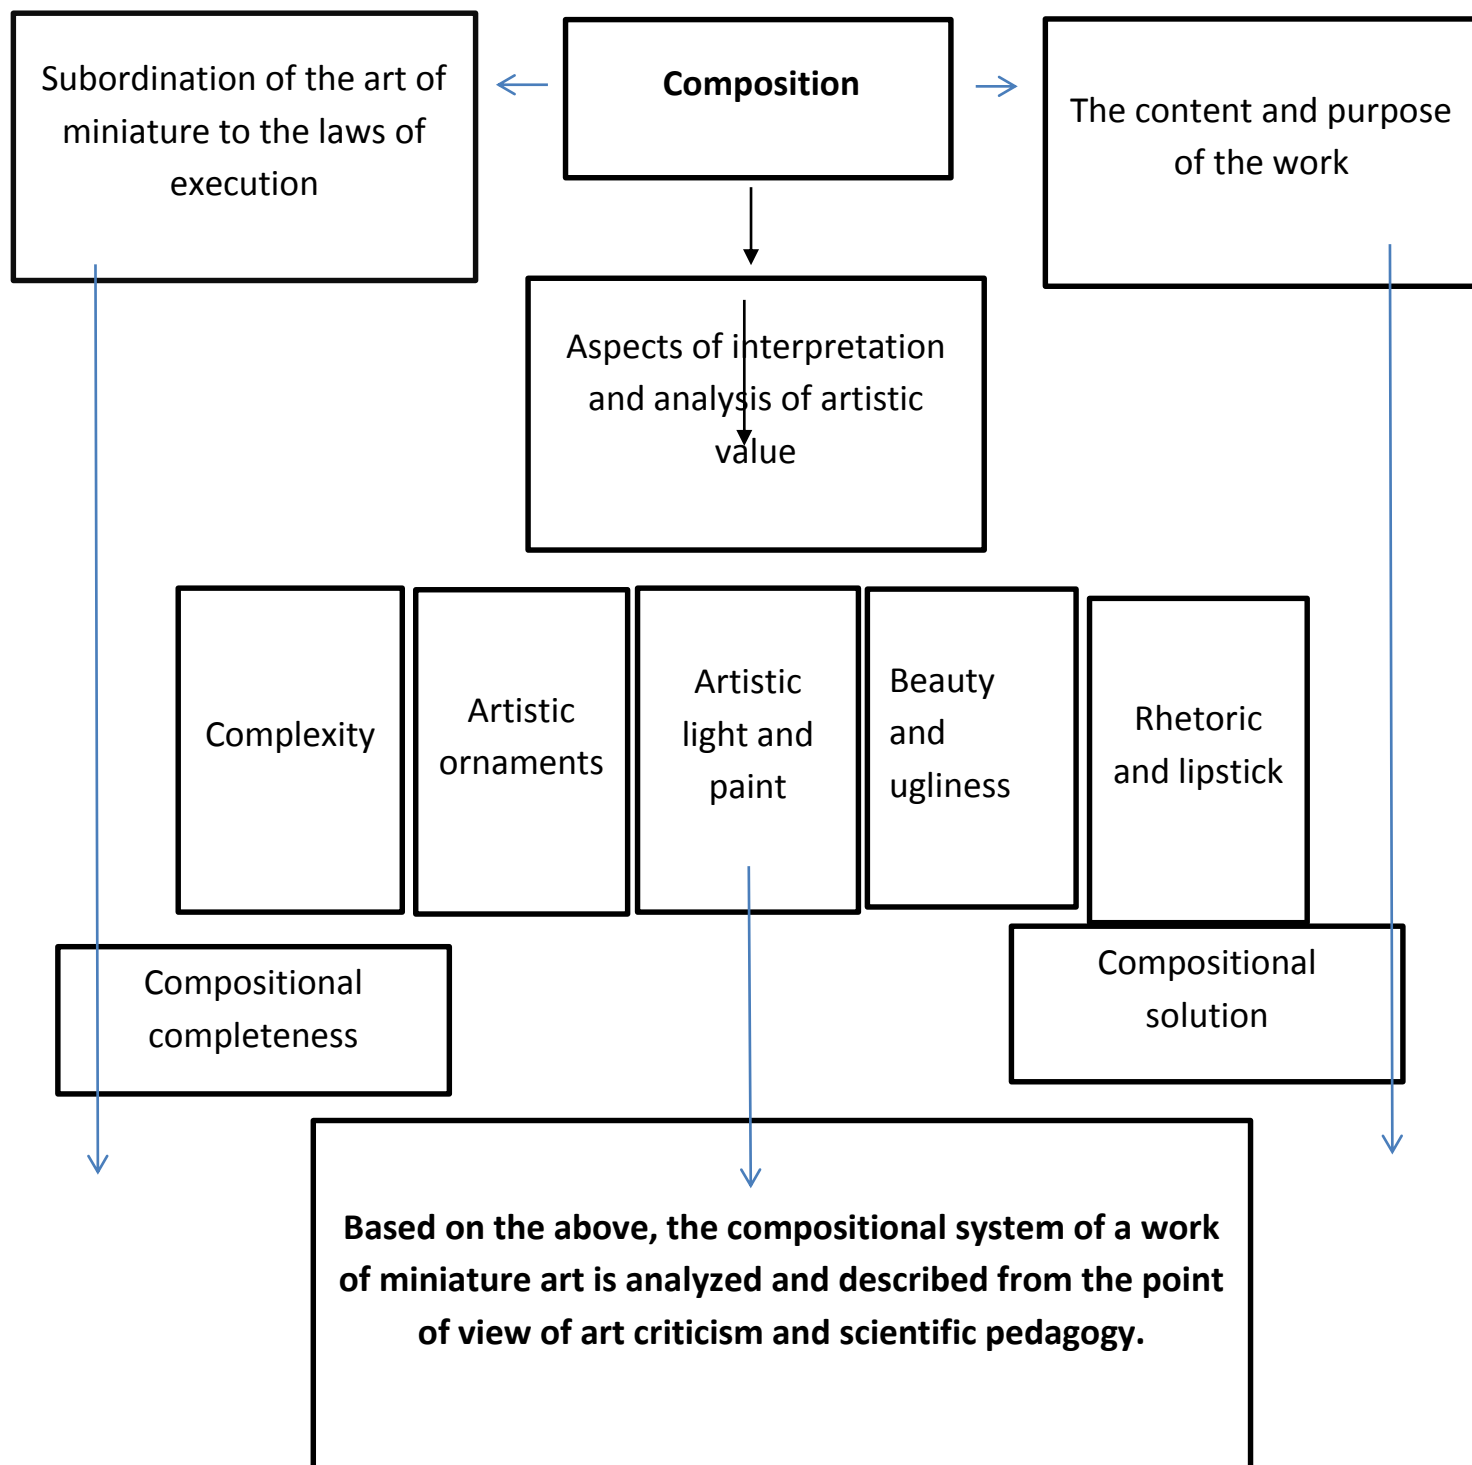 Subordination of the art of
miniature to the laws of
execution
Composition
The content and purpose
of the work
Aspects of interpretation
and analysis of artistic
value
Complexity
Artistic
ornaments
Artistic
light and
paint
Beauty
and
ugliness
Rhetoric
and lipstick
Compositional
completeness
Compositional
solution
Based on the above, the compositional system of a work
of miniature art is analyzed and described from the point
of view of art criticism and scientific pedagogy.